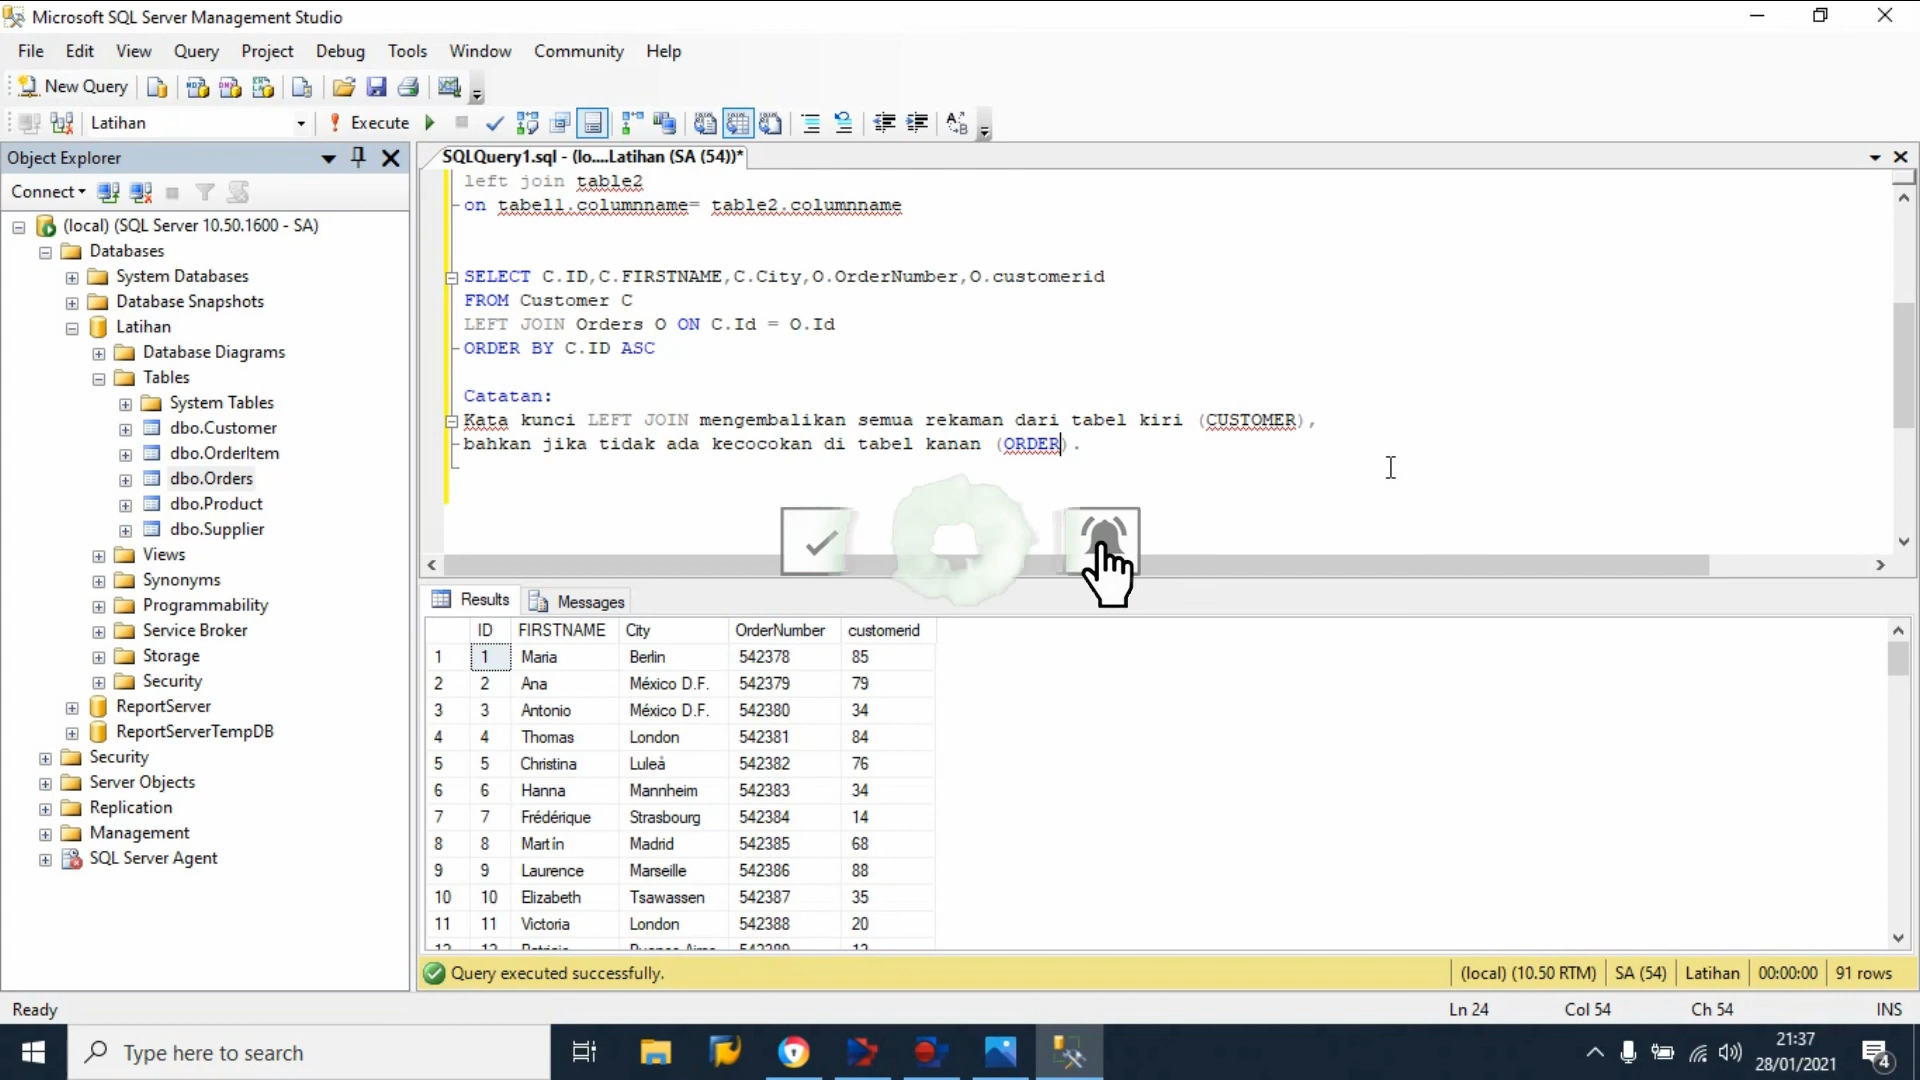 Microsoft SQL Server Management Studio
File Edit View Query Project Debug Tools Window Community Help
New Query
Latihan Execute
Object Explorer
Connect
(local) (SQL Server 10.50.1600 - SA)
Databases
System Databases
Database Snapshots
Latihan
Database Diagrams
Tables
System Tables
dbo.Customer
dbo.OrderItem
dbo.Orders
dbo.Product
dbo.Supplier
Views
Synonyms
Programmability
Service Broker
Storage
Security
ReportServer
ReportServerTempDB
Security
Server Objects
Replication
Management
SQL Server Agent
SQLQuery1.sql - (lo....Latihan (SA (54))*
left join table2
on tabel1.columnname= table2.columnname
SELECT C.ID,C.FIRSTNAME,C.City,O.OrderNumber,O.customerid
FROM Customer C
LEFT JOIN Orders O ON C.Id = O.Id
ORDER BY C.ID ASC
Catatan:
Kata kunci LEFT JOIN mengembalikan semua rekaman dari tabel kiri (CUSTOMER),
bahkan jika tidak ada kecocokan di tabel kanan (ORDER).
Results Messages
ID FIRSTNAME City OrderNumber customerid
1 1 Maria Berlin 542378 85
2 2 Ana México D.F. 542379 79
3 3 Antonio México D.F. 542380 34
4 4 Thomas London 542381 84
5 5 Christina Luleå 542382 76
6 6 Hanna Mannheim 542383 34
7 7 Frédérique Strasbourg 542384 14
8 8 Martín Madrid 542385 68
9 9 Laurence Marseille 542386 88
10 10 Elizabeth Tsawassen 542387 35
11 11 Victoria London 542388 20
Query executed successfully. (local) (10.50 RTM) SA (54) Latihan 00:00:00 91 rows
Ready Ln 24 Col 54 Ch 54 INS
Type here to search
21:37
28/01/2021
4